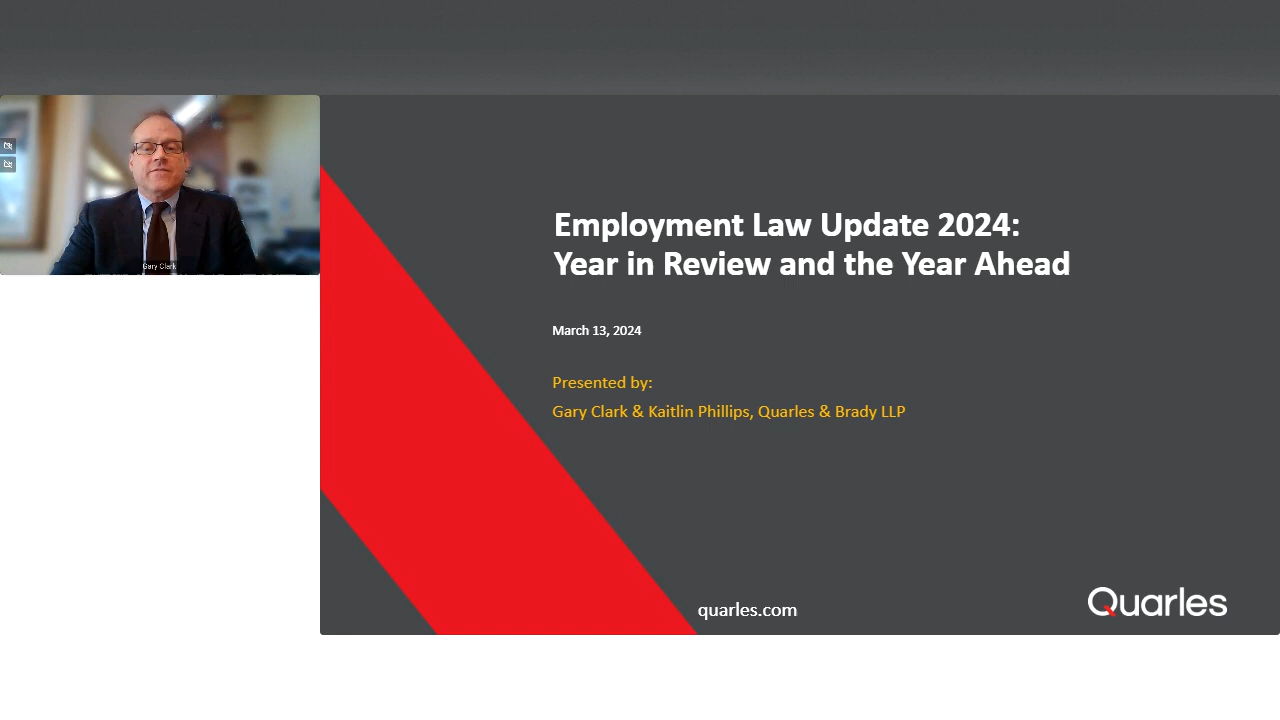 Gary Clark
Employment Law Update 2024:
Year in Review and the Year Ahead
March 13, 2024
Presented by:
Gary Clark & Kaitlin Phillips, Quarles & Brady LLP
quarles.com
Quarles